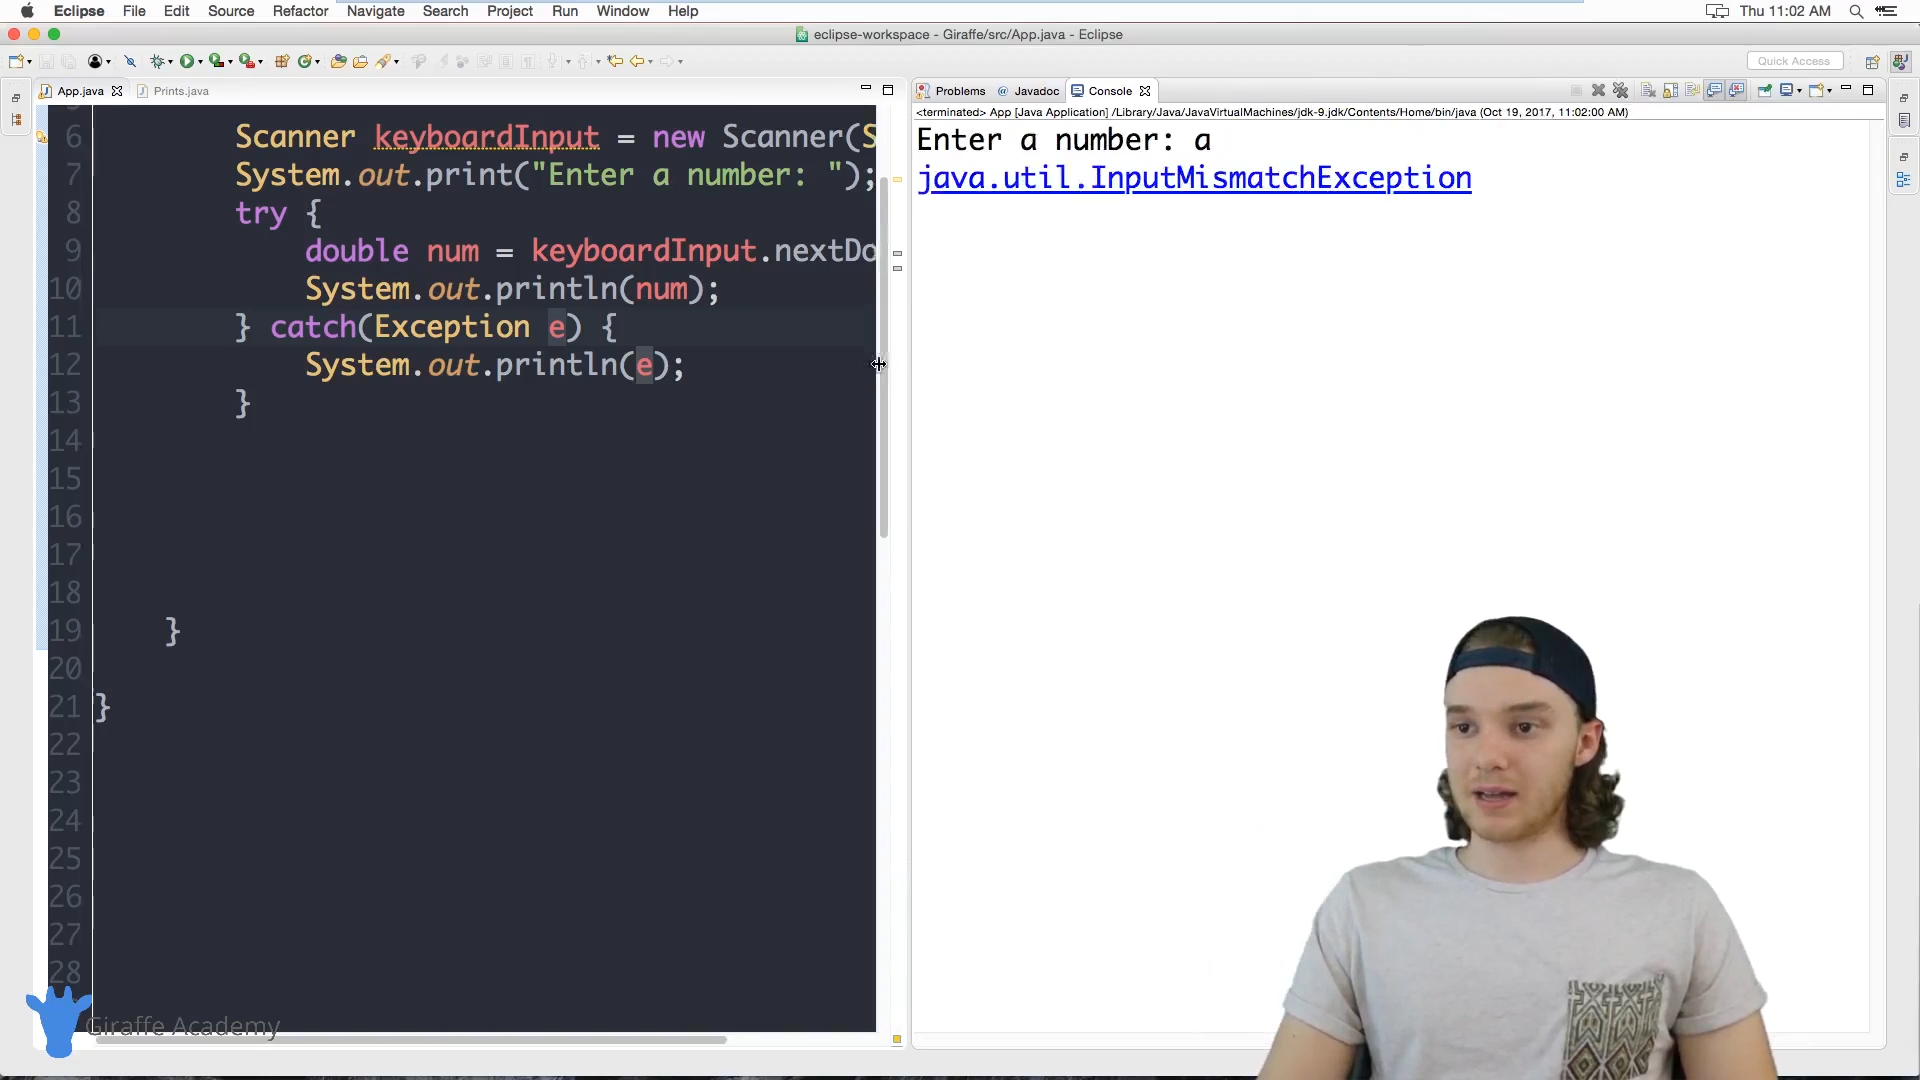 Eclipse File Edit Source Refactor Navigate Search Project Run Window Help Thu 11:02 AM
eclipse-workspace - Giraffe/src/App.java - Eclipse
Quick Access
App.java Prints.java
Problems @ Javadoc Console
<terminated> App [Java Application] /Library/Java/JavaVirtualMachines/jdk-9.jdk/Contents/Home/bin/java (Oct 19, 2017, 11:02:00 AM)
Enter a number: a
java.util.InputMismatchException
6 Scanner keyboardInput = new Scanner(S
7 System.out.print("Enter a number: ");
8 try {
9 double num = keyboardInput.nextDo
10 System.out.println(num);
11 } catch(Exception e) {
12 System.out.println(e);
13 }
14
15
16
17
18
19 }
20
21 }
22
23
24
25
26
27
28
Giraffe Academy